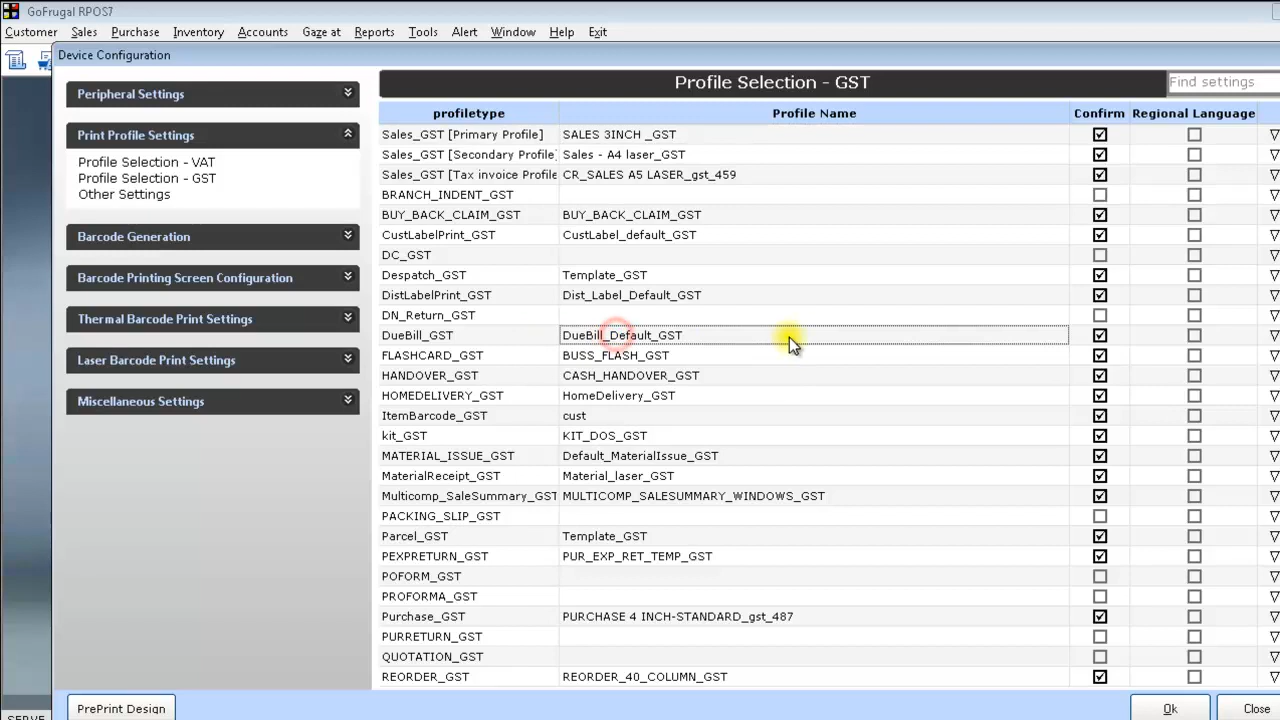 GoFrugal RPOS7
Customer Sales Purchase Inventory Accounts Gaze at Reports Tools Alert Window Help Exit
Device Configuration
Peripheral Settings
Print Profile Settings
Profile Selection - VAT
Profile Selection - GST
Other Settings
Barcode Generation
Barcode Printing Screen Configuration
Thermal Barcode Print Settings
Laser Barcode Print Settings
Miscellaneous Settings
Profile Selection - GST Find settings
profiletype Profile Name Confirm Regional Language
Sales_GST [Primary Profile] SALES 3INCH _GST
Sales_GST [Secondary Profile] Sales - A4 laser_GST
Sales_GST [Tax invoice Profile CR_SALES A5 LASER_gst_459
BRANCH_INDENT_GST
BUY_BACK_CLAIM_GST BUY_BACK_CLAIM_GST
CustLabelPrint_GST CustLabel_default_GST
DC_GST
Despatch_GST Template_GST
DistLabelPrint_GST Dist_Label_Default_GST
DN_Return_GST
DueBill_GST DueBill_Default_GST
FLASHCARD_GST BUSS_FLASH_GST
HANDOVER_GST CASH_HANDOVER_GST
HOMEDELIVERY_GST HomeDelivery_GST
ItemBarcode_GST cust
kit_GST KIT_DOS_GST
MATERIAL_ISSUE_GST Default_MaterialIssue_GST
MaterialReceipt_GST Material_laser_GST
Multicomp_SaleSummary_GST MULTICOMP_SALESUMMARY_WINDOWS_GST
PACKING_SLIP_GST
Parcel_GST Template_GST
PEXPRETURN_GST PUR_EXP_RET_TEMP_GST
POFORM_GST
PROFORMA_GST
Purchase_GST PURCHASE 4 INCH-STANDARD_gst_487
PURRETURN_GST
QUOTATION_GST
REORDER_GST REORDER_40_COLUMN_GST
PrePrint Design Ok Close